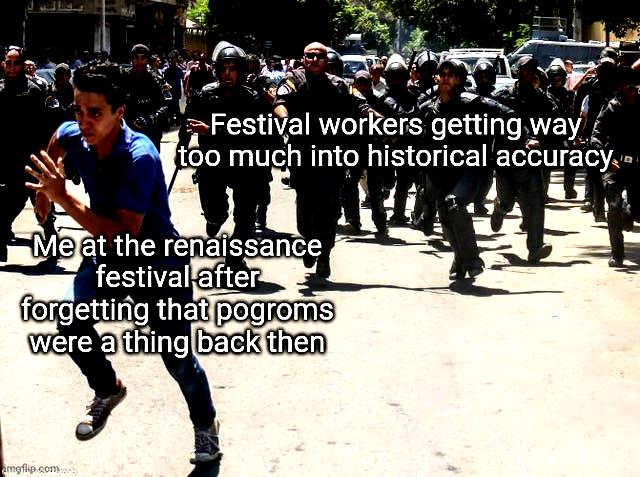 Festival workers getting way
too much into historical accuracy
Me at the renaissance
festival after
forgetting that pogroms
were a thing back then
imgflip.com